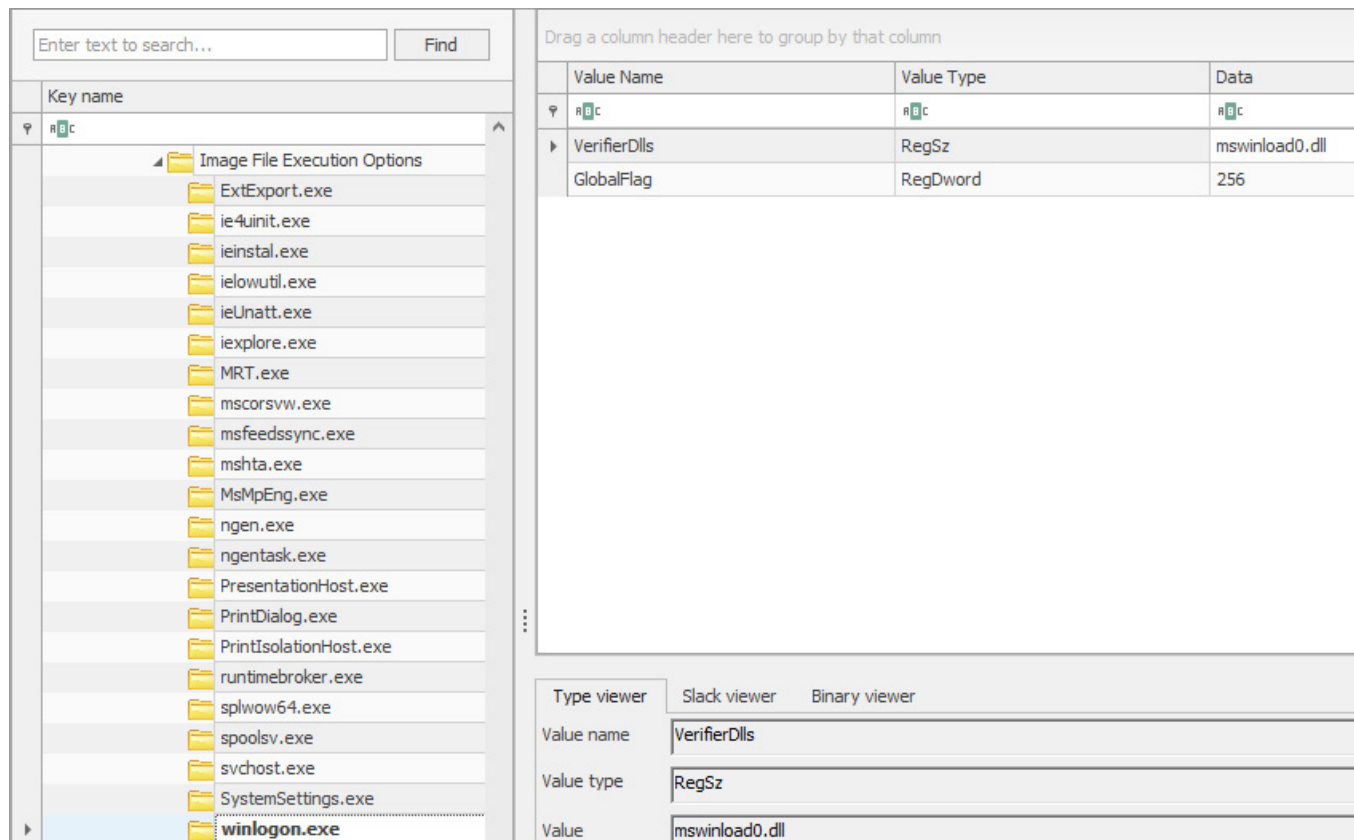 Enter text to search...
Find
Key name
ABC
Image File Execution Options
ExtExport.exe
ie4uinit.exe
ieinstal.exe
ielowutil.exe
ieUnatt.exe
iexplore.exe
MRT.exe
mscorsvw.exe
msfeedssync.exe
mshta.exe
MsMpEng.exe
ngen.exe
ngentask.exe
PresentationHost.exe
PrintDialog.exe
PrintIsolationHost.exe
runtimebroker.exe
splwow64.exe
spoolsv.exe
svchost.exe
SystemSettings.exe
winlogon.exe
Drag a column header here to group by that column
Value Name Value Type Data
ABC ABC ABC
VerifierDlls RegSz mswinload0.dll
GlobalFlag RegDword 256
Type viewer Slack viewer Binary viewer
Value name VerifierDlls
Value type RegSz
Value mswinload0.dll